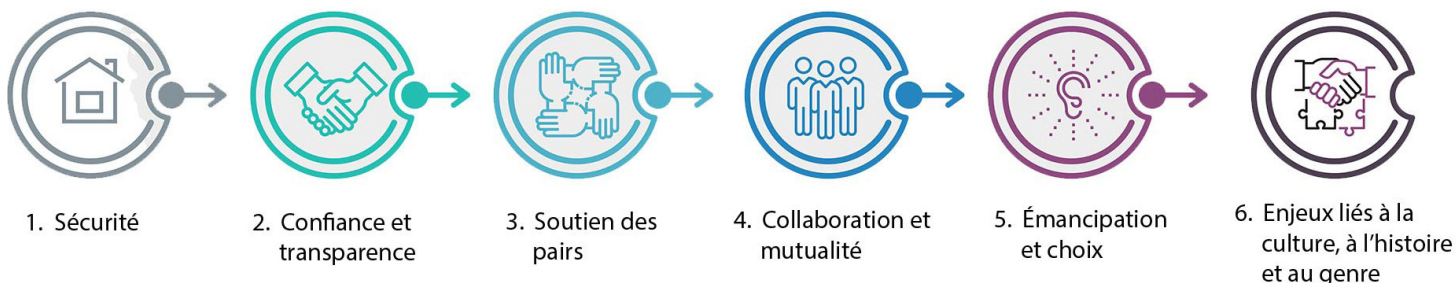 1. Sécurité
2. Confiance et
transparence
3. Soutien des
pairs
4. Collaboration et
mutualité
5. Émancipation
et choix
6. Enjeux liés à la
culture, à l'histoire
et au genre